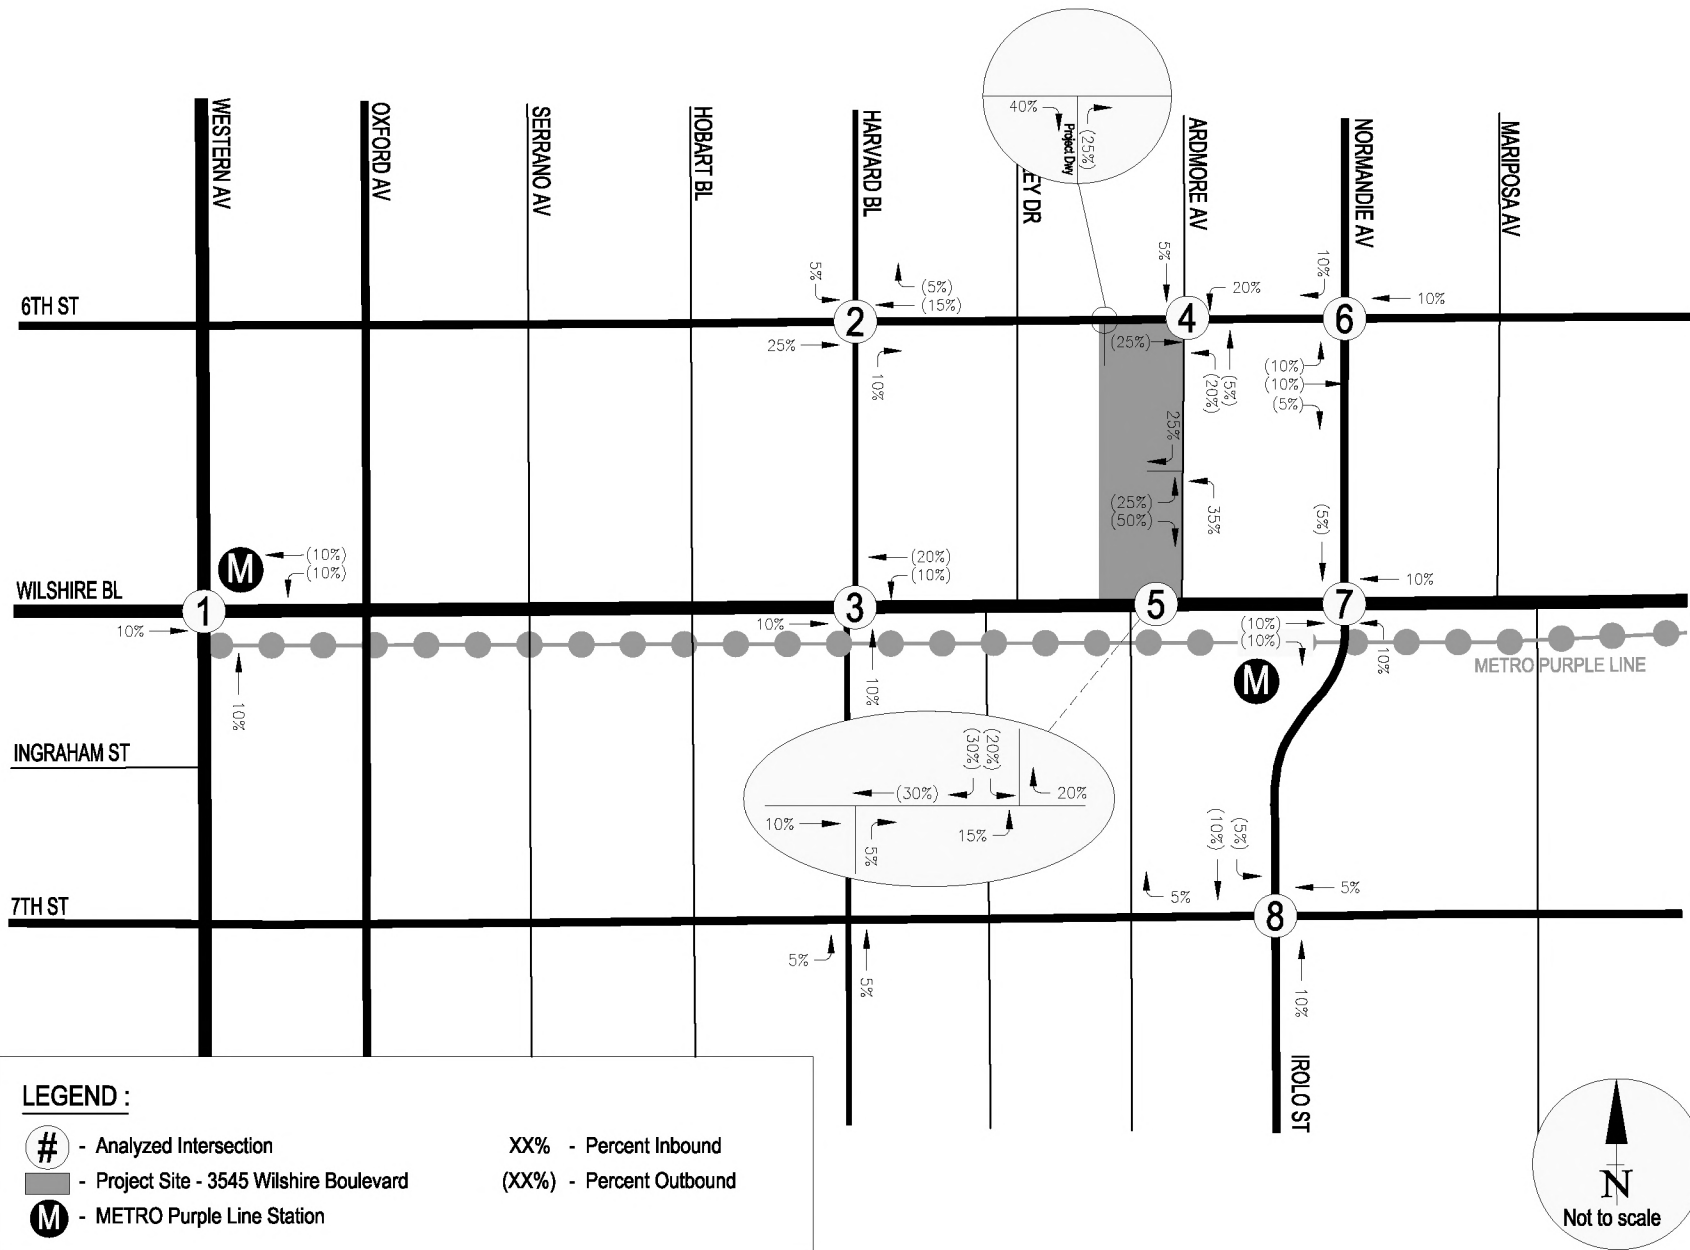 WESTERN AV
OXFORD AV
SERRANO AV
HOBART BL
HARVARD BL
EY DR
ARDMORE AV
NORMANDIE AV
MARIPOSA AV
40%
Project Dwy
(25%)
6TH ST
5%
(5%)
(15%)
2
25%
10%
5%
20%
4
(25%)
(20%)
(5%)
10%
10%
6
(10%)
(10%)
(5%)
25%
(25%)
(50%)
35%
WILSHIRE BL
M
(10%)
(10%)
1
10%
10%
(20%)
(10%)
3
10%
10%
5
(5%)
10%
7
(10%)
(10%)
10%
M
METRO PURPLE LINE
INGRAHAM ST
(30%)
(30%)
(20%)
20%
10%
5%
15%
7TH ST
5%
5%
5%
(10%)
(5%)
5%
8
10%
IROLO ST
LEGEND :
# - Analyzed Intersection
- Project Site - 3545 Wilshire Boulevard
M - METRO Purple Line Station
XX% - Percent Inbound
(XX%) - Percent Outbound
N
Not to scale